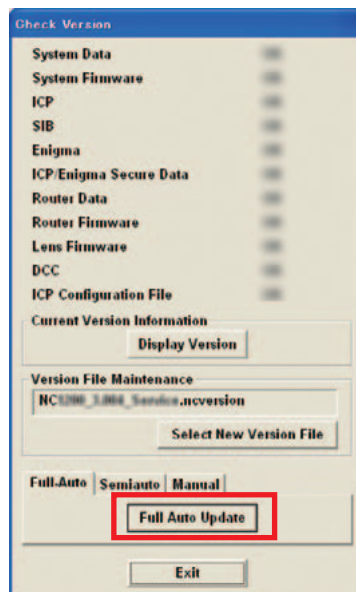 Check Version
System Data
System Firmware
ICP
SIB
Enigma
ICP/Enigma Secure Data
Router Data
Router Firmware
Lens Firmware
DCC
ICP Configuration File
Current Version Information
Display Version
Version File Maintenance
.ncversion
Select New Version File
Full-Auto Semiauto Manual
Full Auto Update
Exit